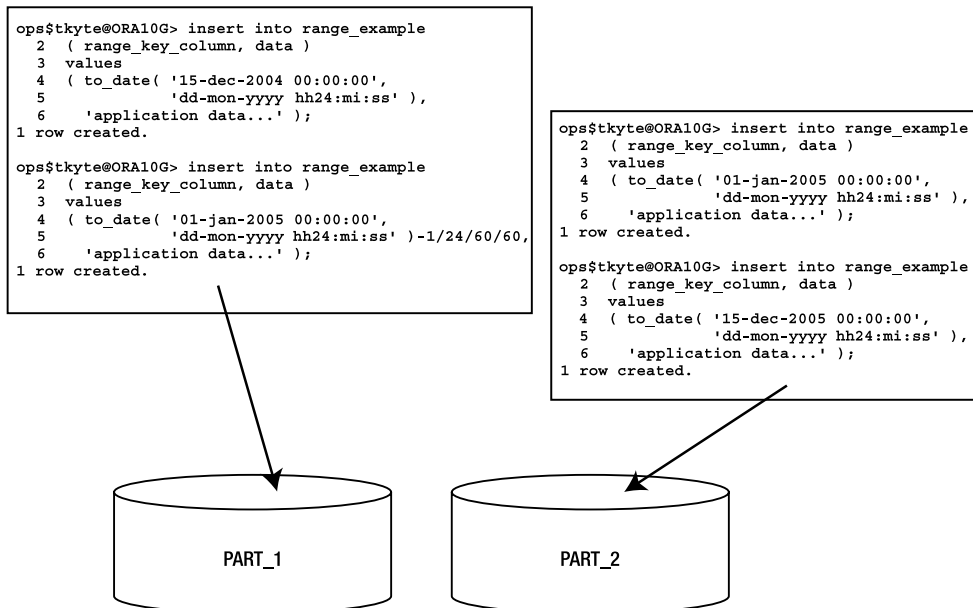 ops$tkyte@ORA10G> insert into range_example
  2  ( range_key_column, data )
  3  values
  4  ( to_date( '15-dec-2004 00:00:00',
  5             'dd-mon-yyyy hh24:mi:ss' ),
  6    'application data...' );
1 row created.
ops$tkyte@ORA10G> insert into range_example
  2  ( range_key_column, data )
  3  values
  4  ( to_date( '01-jan-2005 00:00:00',
  5             'dd-mon-yyyy hh24:mi:ss' )-1/24/60/60,
  6    'application data...' );
1 row created.
ops$tkyte@ORA10G> insert into range_example
  2  ( range_key_column, data )
  3  values
  4  ( to_date( '01-jan-2005 00:00:00',
  5             'dd-mon-yyyy hh24:mi:ss' ),
  6    'application data...' );
1 row created.
ops$tkyte@ORA10G> insert into range_example
  2  ( range_key_column, data )
  3  values
  4  ( to_date( '15-dec-2005 00:00:00',
  5             'dd-mon-yyyy hh24:mi:ss' ),
  6    'application data...' );
1 row created.
PART_1
PART_2